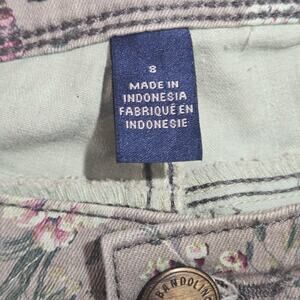 8
MADE IN
INDONESIA
FABRIQUÉ EN
INDONESIE